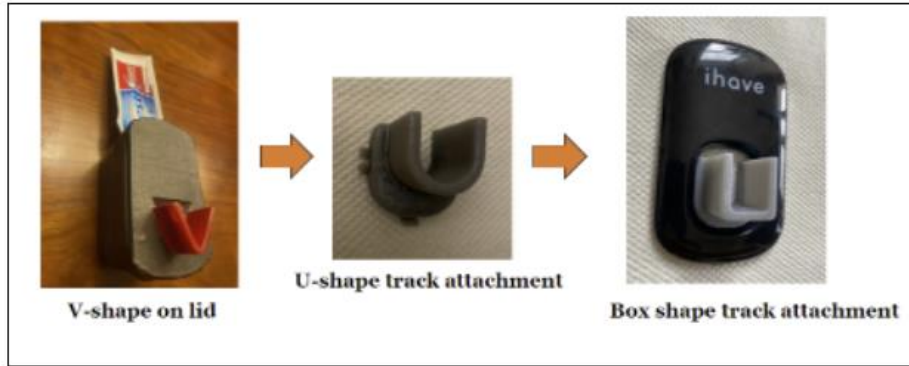 ihave
V-shape on lid
U-shape track attachment
Box shape track attachment